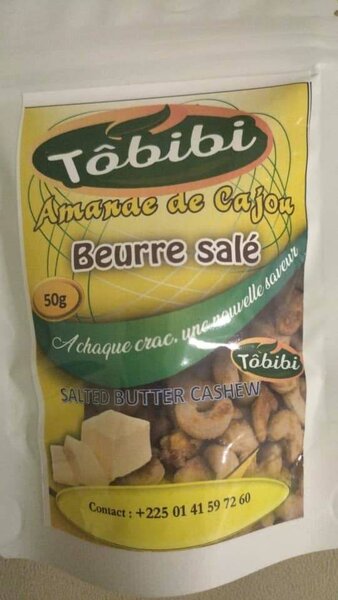 Tôbibi
Amande de Cajou
Beurre salé
50g
A chaque crac, une nouvelle saveur
Tôbibi
SALTED BUTTER CASHEW
Contact : +225 01 41 59 72 60